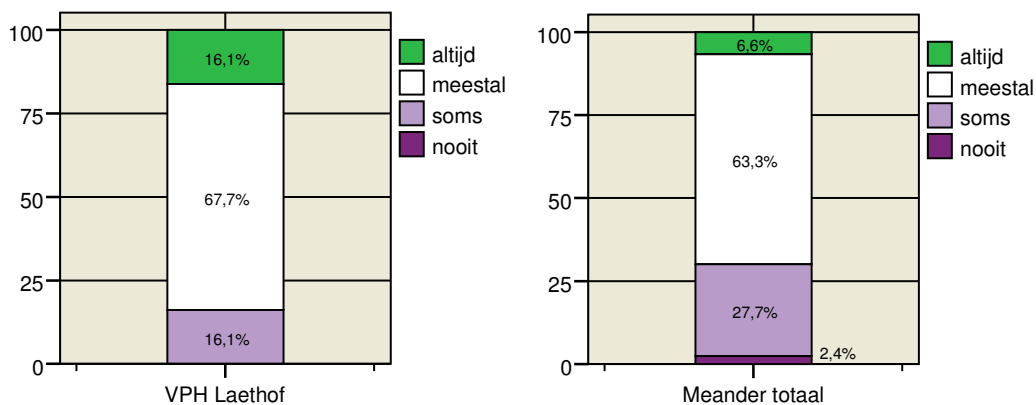 100
75
50
25
0
16,1%
67,7%
16,1%
VPH Laethof
altijd
meestal
soms
nooit
100
75
50
25
0
6,6%
63,3%
27,7%
2,4%
Meander totaal
altijd
meestal
soms
nooit